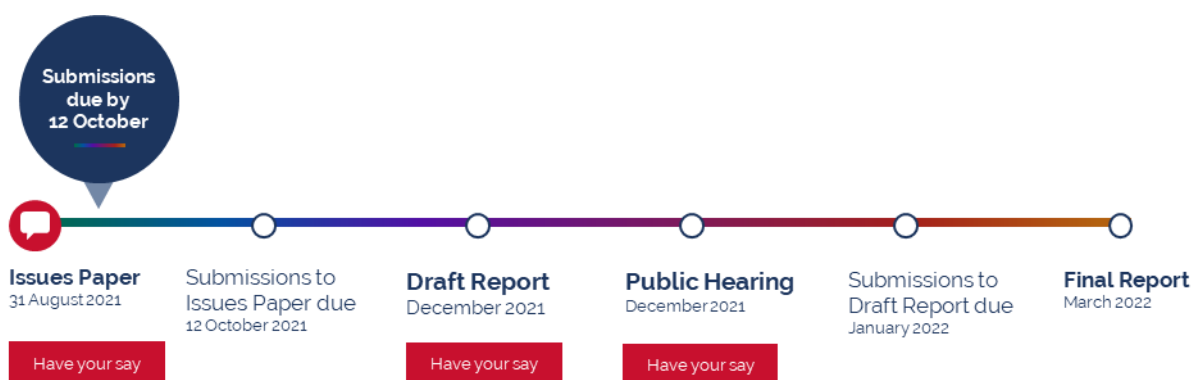 Submissions
due by
12 October
Issues Paper
31 August 2021
Have your say
Submissions to
Issues Paper due
12 October 2021
Draft Report
December 2021
Have your say
Public Hearing
December 2021
Have your say
Submissions to
Draft Report due
January 2022
Final Report
March 2022